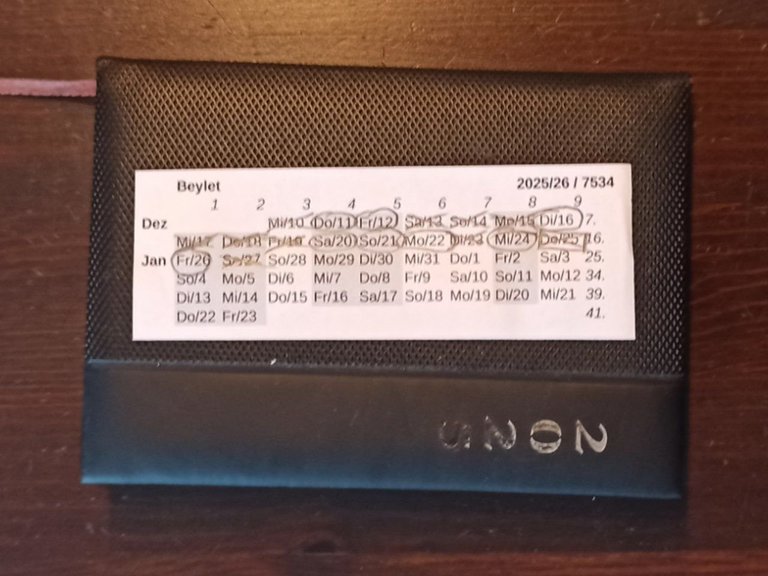 Beylet 2025/26 / 7534
1 2 3 4 5 6 7 8 9
Dez Mi/10 Do/11 Fr/12 Sa/13 So/14 Mo/15 Di/16 7.
Mi/17 Do/18 Fr/19 Sa/20 So/21 Mo/22 Di/23 Mi/24 Do/25 16.
Jan Fr/26 Sa/27 So/28 Mo/29 Di/30 Mi/31 Do/1 Fr/2 Sa/3 25.
So/4 Mo/5 Di/6 Mi/7 Do/8 Fr/9 Sa/10 So/11 Mo/12 34.
Di/13 Mi/14 Do/15 Fr/16 Sa/17 So/18 Mo/19 Di/20 Mi/21 39.
Do/22 Fr/23 41.
2025